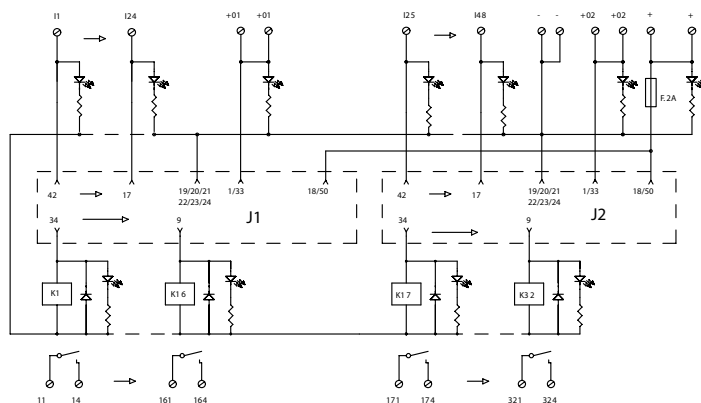 I1 I24 +01 +01 I25 I48 - - +02 +02 + +
F.2A
42 17 19/20/21 1/33 18/50 42 17 19/20/21 1/33 18/50
22/23/24 22/23/24
J1 J2
34 9 34 9
K1 K16 K17 K32
11 14 161 164 171 174 321 324